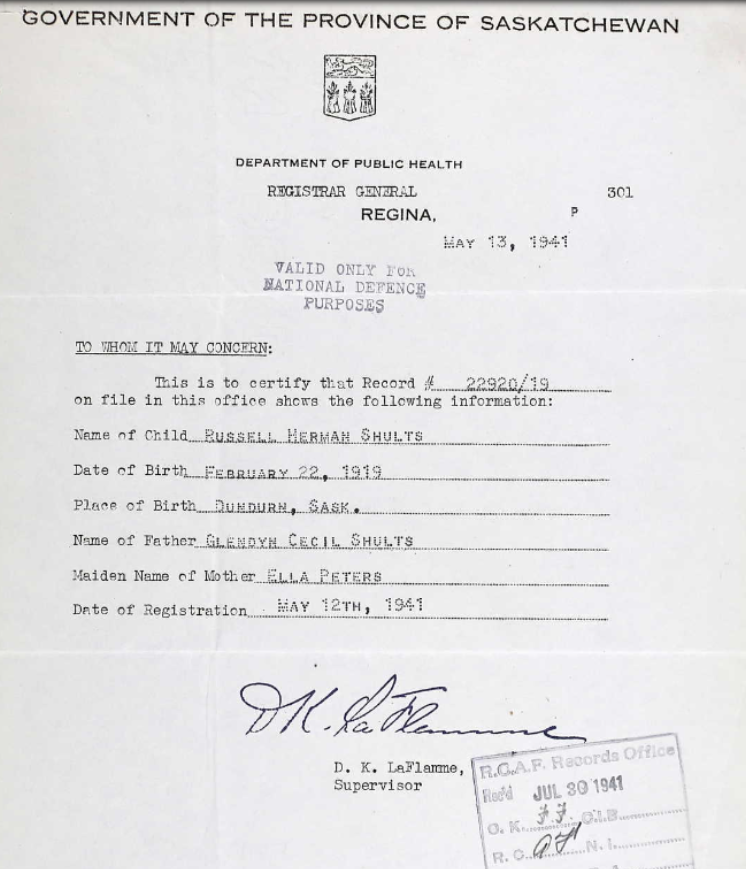 GOVERNMENT OF THE PROVINCE OF SASKATCHEWAN
DEPARTMENT OF PUBLIC HEALTH
REGISTRAR GENERAL 301
REGINA, P
MAY 13, 1941
VALID ONLY FOR
NATIONAL DEFENCE
PURPOSES
TO WHOM IT MAY CONCERN:
This is to certify that Record # 22920/19
on file in this office shows the following information:
Name of Child RUSSELL HERMAN SHULTS
Date of Birth FEBRUARY 22, 1919
Place of Birth DUNDURN, SASK.
Name of Father GLENDYN CECIL SHULTS
Maiden Name of Mother ELLA PETERS
Date of Registration MAY 12TH, 1941
D. K. LaFlamme
D. K. LaFlamme,
Supervisor
R.C.A.F. Records Office
Rec'd JUL 30 1941
O. K. D.I.B.
R. C. N. I.